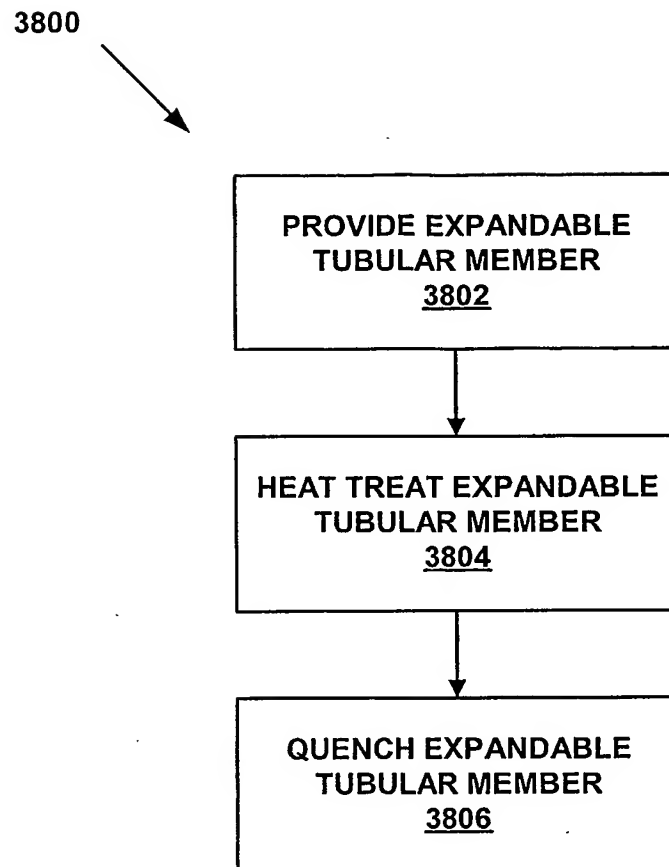 3800
PROVIDE EXPANDABLE
TUBULAR MEMBER
3802
HEAT TREAT EXPANDABLE
TUBULAR MEMBER
3804
QUENCH EXPANDABLE
TUBULAR MEMBER
3806